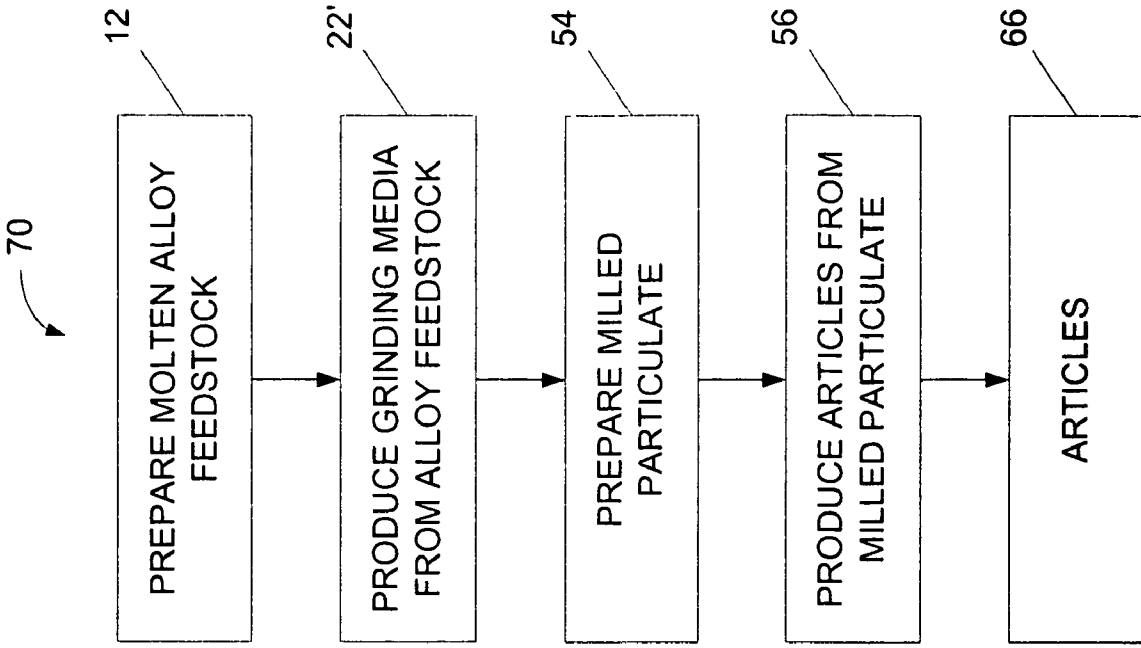 70
PREPARE MOLTEN ALLOY
FEEDSTOCK
12
PRODUCE GRINDING MEDIA
FROM ALLOY FEEDSTOCK
22'
PREPARE MILLED
PARTICULATE
54
PRODUCE ARTICLES FROM
MILLED PARTICULATE
56
ARTICLES
66